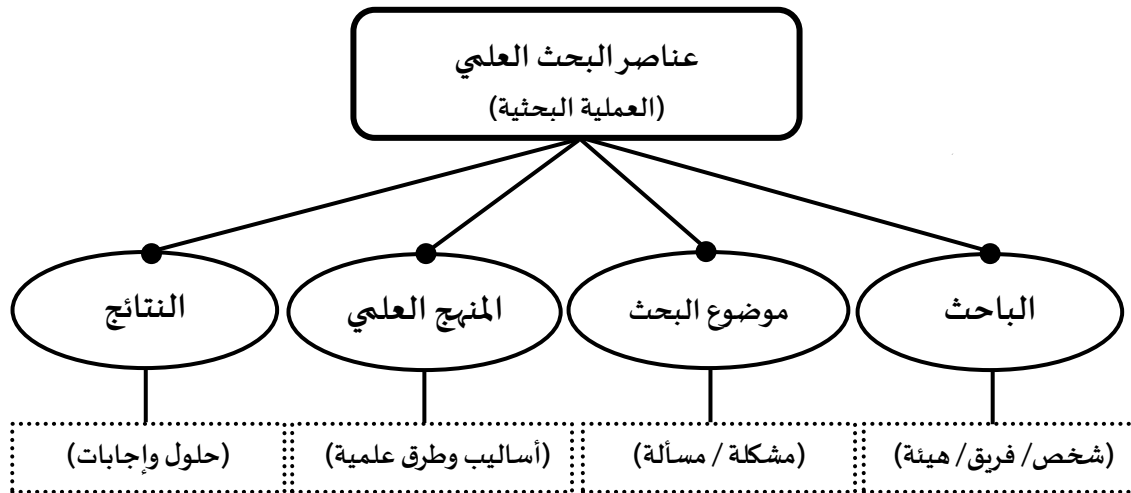 عناصر البحث العلمي
(العملية البحثية)
الباحث
موضوع البحث
المنهج العلمي
النتائج
(شخص/ فريق/ هيئة)
(مشكلة / مسألة)
(أساليب وطرق علمية)
(حلول وإجابات)